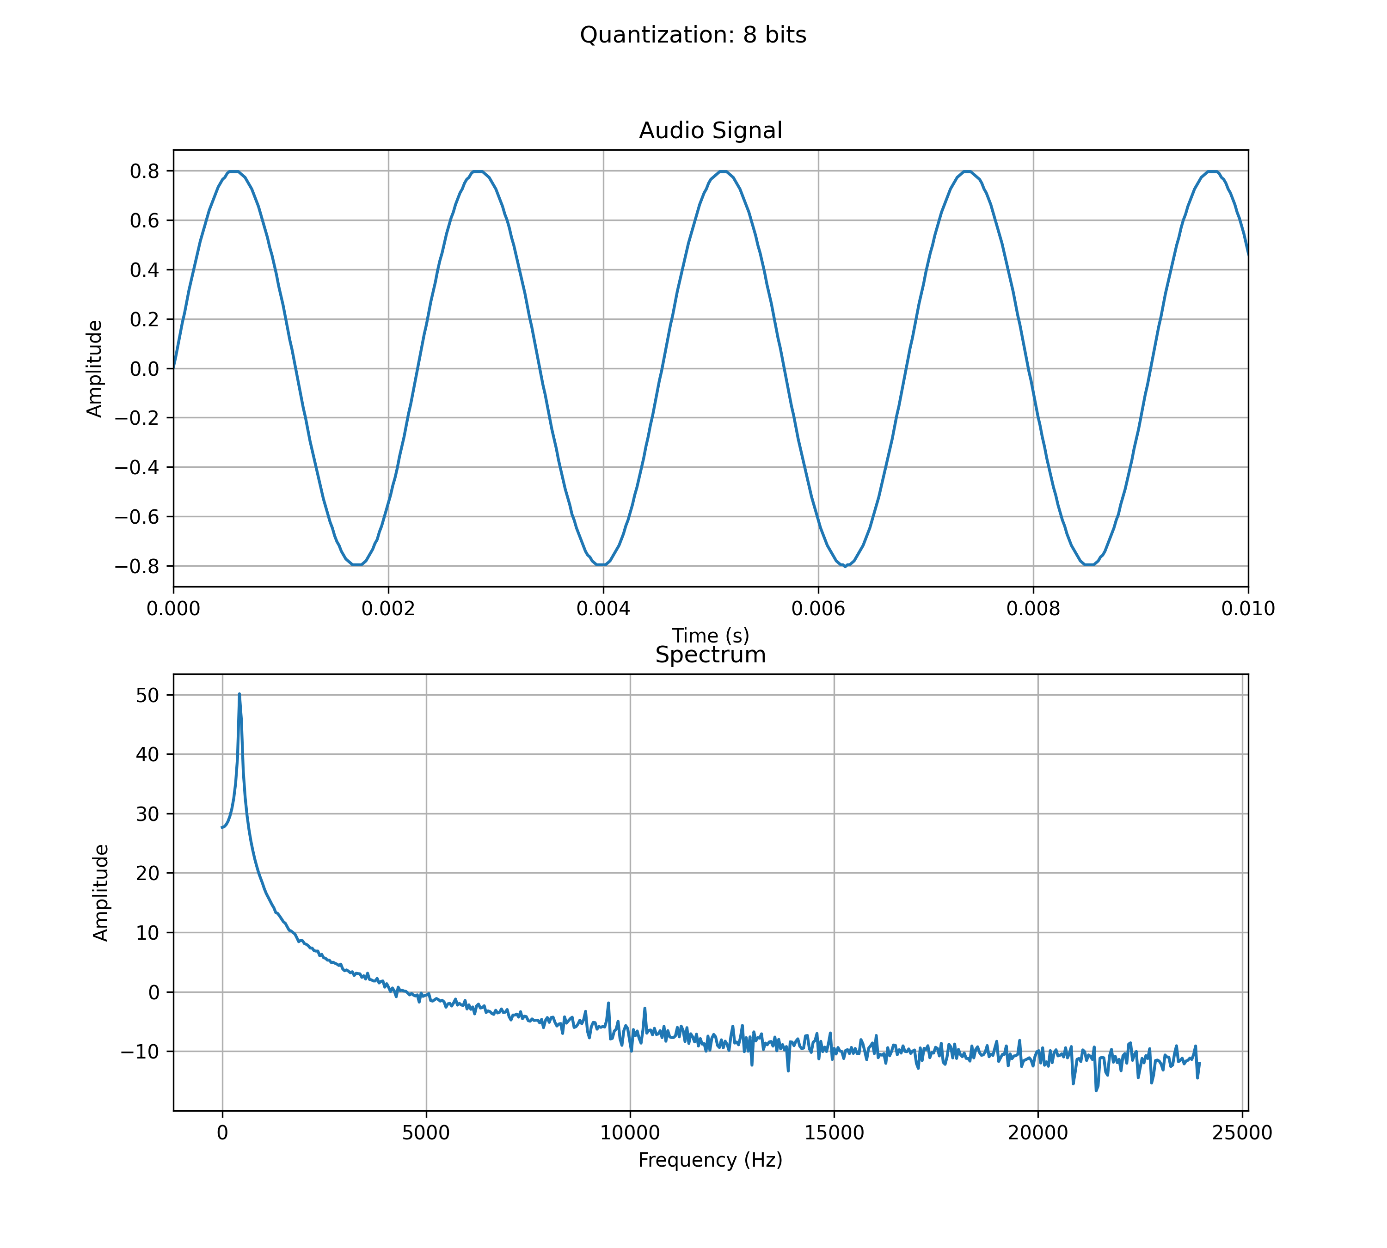 Quantization: 8 bits
Audio Signal
Amplitude
0.8
0.6
0.4
0.2
0.0
−0.2
−0.4
−0.6
−0.8
0.000 0.002 0.004 0.006 0.008 0.010
Time (s)
Spectrum
Amplitude
50
40
30
20
10
0
−10
0 5000 10000 15000 20000 25000
Frequency (Hz)